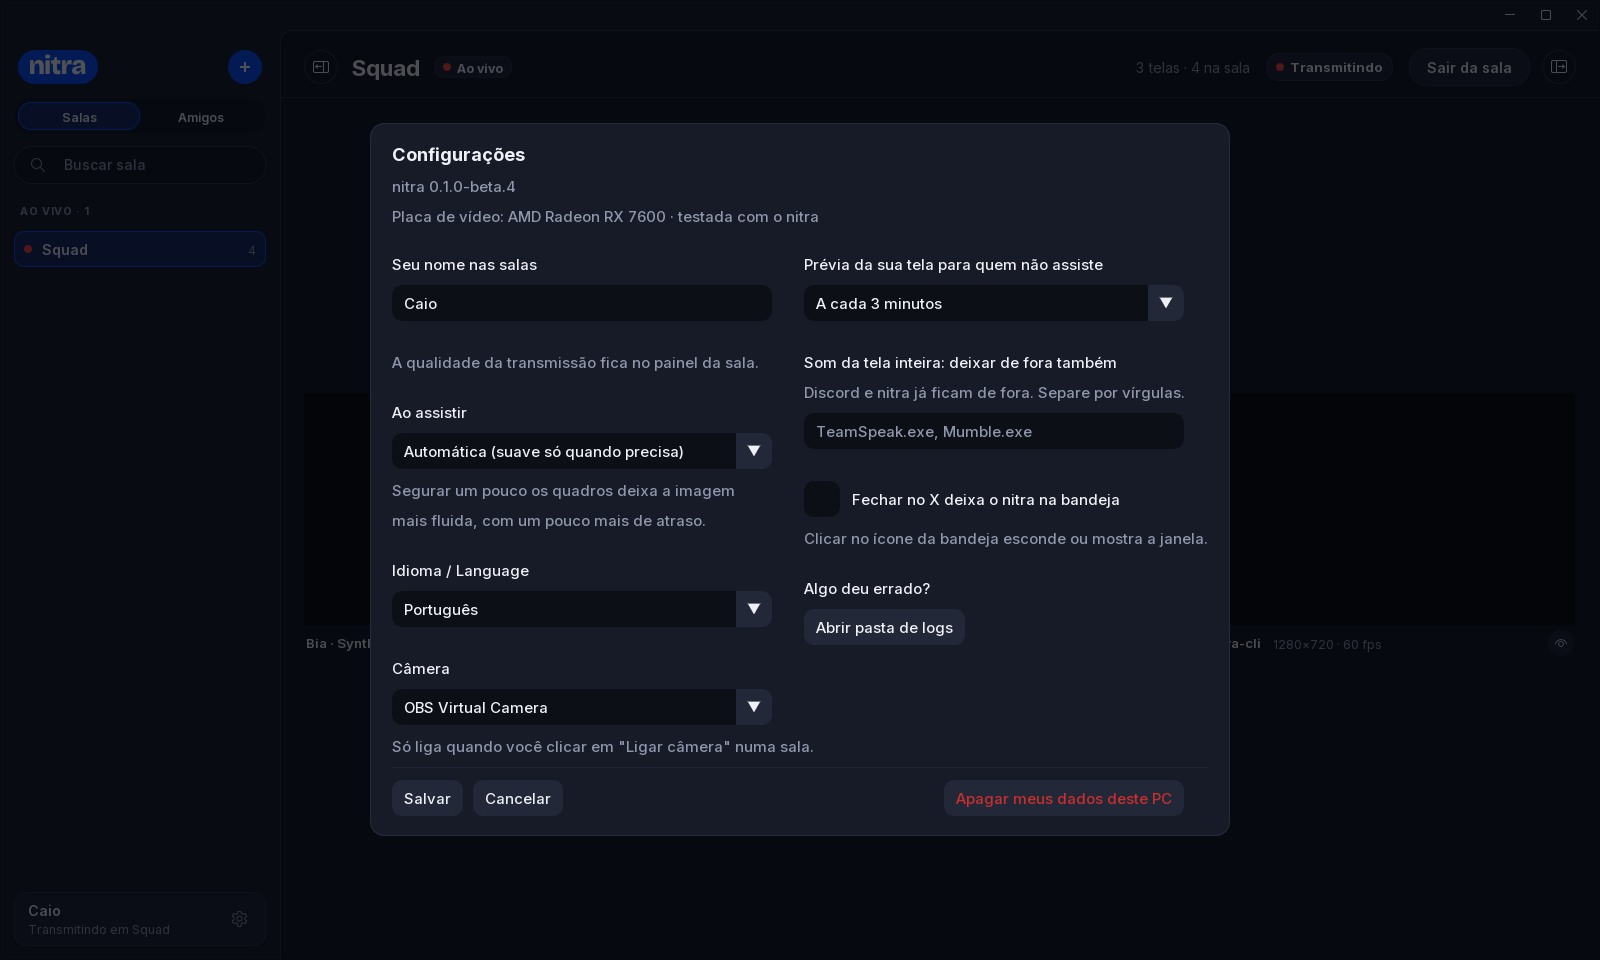 nitra
+
Salas
Amigos
Buscar sala
AO VIVO · 1
Squad
4
Caio
Transmitindo em Squad
Squad
Ao vivo
3 telas · 4 na sala
Transmitindo
Sair da sala
Bia · Synt
a-cli
1280×720 · 60 fps
Configurações
nitra 0.1.0-beta.4
Placa de vídeo: AMD Radeon RX 7600 · testada com o nitra
Seu nome nas salas
Caio
A qualidade da transmissão fica no painel da sala.
Ao assistir
Automática (suave só quando precisa)
Segurar um pouco os quadros deixa a imagem
mais fluida, com um pouco mais de atraso.
Idioma / Language
Português
Câmera
OBS Virtual Camera
Só liga quando você clicar em "Ligar câmera" numa sala.
Prévia da sua tela para quem não assiste
A cada 3 minutos
Som da tela inteira: deixar de fora também
Discord e nitra já ficam de fora. Separe por vírgulas.
TeamSpeak.exe, Mumble.exe
Fechar no X deixa o nitra na bandeja
Clicar no ícone da bandeja esconde ou mostra a janela.
Algo deu errado?
Abrir pasta de logs
Salvar
Cancelar
Apagar meus dados deste PC